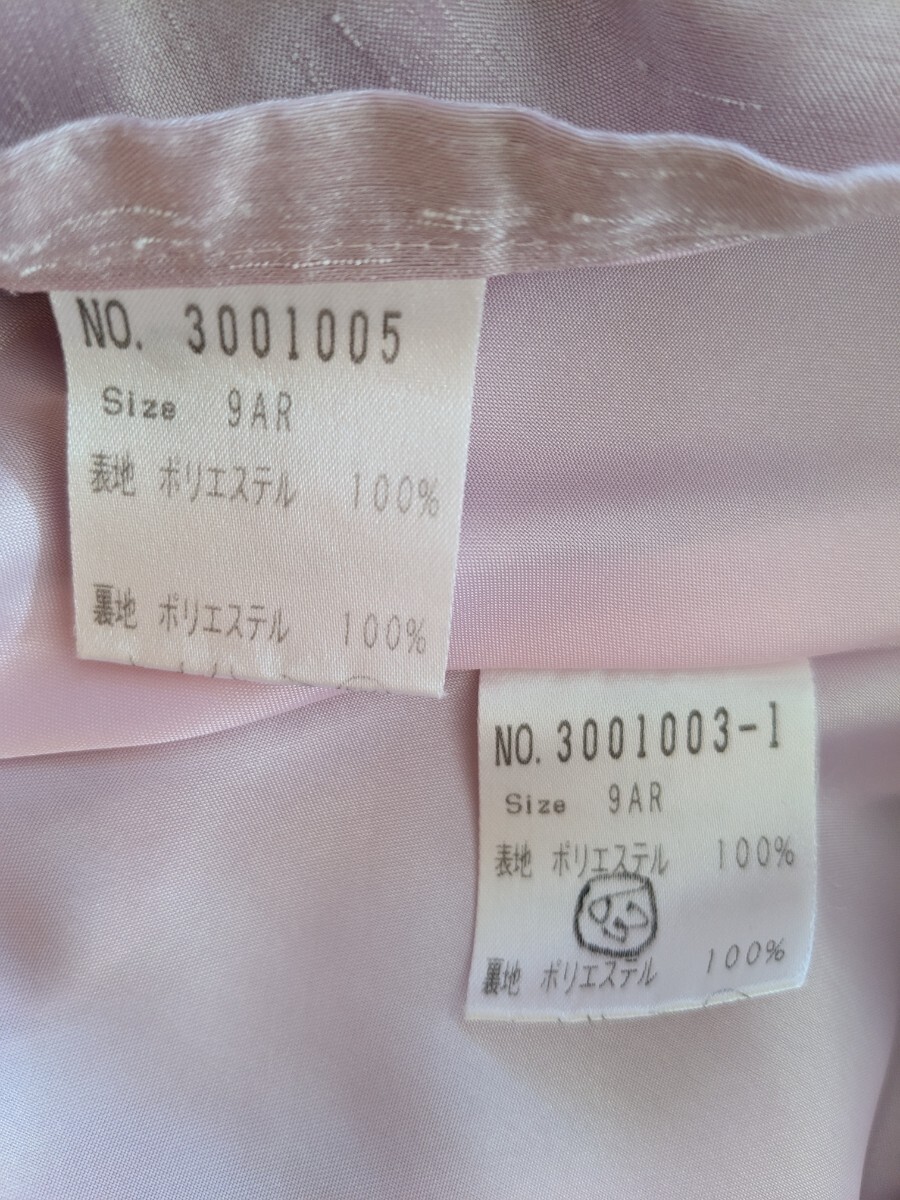 NO. 3001005
Size 9AR
表地 ポリエステル 100%
裏地 ポリエステル 100%
NO. 3001003-1
Size 9AR
表地 ポリエステル 100%
裏地 ポリエステル 100%